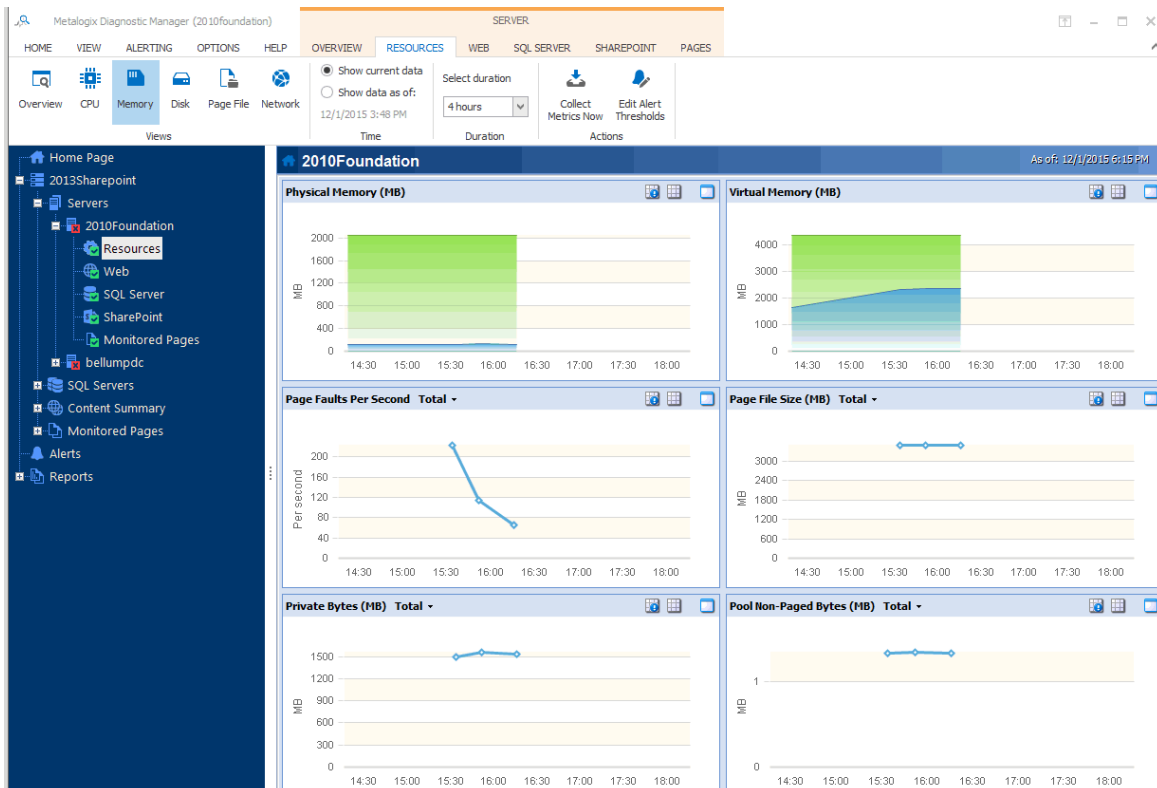 Metalogix Diagnostic Manager (2010foundation)
SERVER
HOME VIEW ALERTING OPTIONS HELP OVERVIEW RESOURCES WEB SQL SERVER SHAREPOINT PAGES
Overview CPU Memory Disk Page File Network
Views
Show current data
Show data as of:
12/1/2015 3:48 PM
Time
Select duration
4 hours
Duration
Collect Metrics Now
Edit Alert Thresholds
Actions
Home Page
2013Sharepoint
Servers
2010Foundation
Resources
Web
SQL Server
SharePoint
Monitored Pages
bellumpdc
SQL Servers
Content Summary
Monitored Pages
Alerts
Reports
2010Foundation
As of: 12/1/2015 6:15 PM
Physical Memory (MB)
MB
2000
1600
1200
800
400
0
14:30 15:00 15:30 16:00 16:30 17:00 17:30 18:00
Virtual Memory (MB)
MB
4000
3000
2000
1000
0
14:30 15:00 15:30 16:00 16:30 17:00 17:30 18:00
Page Faults Per Second Total
Per second
200
160
120
80
40
0
14:30 15:00 15:30 16:00 16:30 17:00 17:30 18:00
Page File Size (MB) Total
MB
3000
2400
1800
1200
600
0
14:30 15:00 15:30 16:00 16:30 17:00 17:30 18:00
Private Bytes (MB) Total
MB
1500
1200
900
600
300
0
14:30 15:00 15:30 16:00 16:30 17:00 17:30 18:00
Pool Non-Paged Bytes (MB) Total
MB
1
0
14:30 15:00 15:30 16:00 16:30 17:00 17:30 18:00